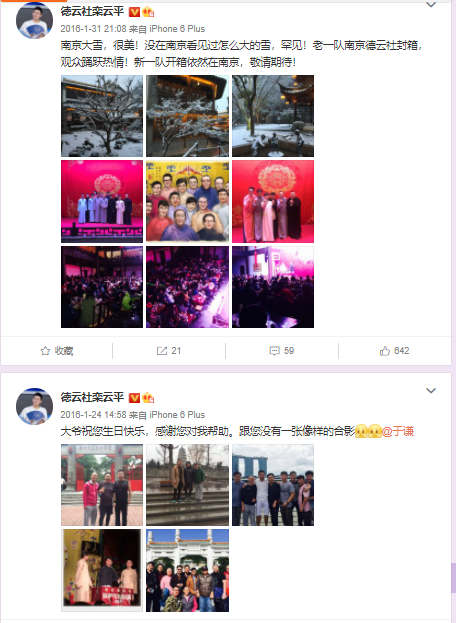 德云社栾云平
2016-1-31 21:08 来自 iPhone 6 Plus
南京大雪，很美！没在南京看见过怎么大的雪，罕见！老一队南京德云社封箱，
观众踊跃热情！新一队开箱依然在南京，敬请期待！
收藏 21 59 642
德云社栾云平
2016-1-24 14:58 来自 iPhone 6 Plus
大爷祝您生日快乐，感谢您对我帮助。跟您没有一张像样的合影@于谦